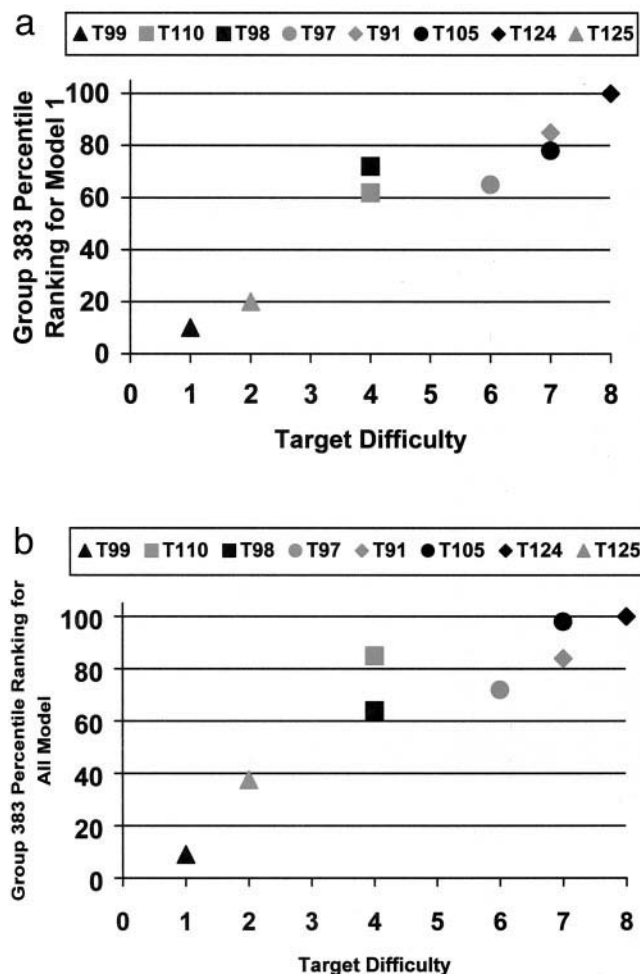 a
T99 T110 T98 T97 T91 T105 T124 T125
Group 383 Percentile
Ranking for Model 1
100
80
60
40
20
0
0 1 2 3 4 5 6 7 8
Target Difficulty
b
T99 T110 T98 T97 T91 T105 T124 T125
Group 383 Percentile Ranking for
All Model
100
80
60
40
20
0
0 1 2 3 4 5 6 7 8
Target Difficulty